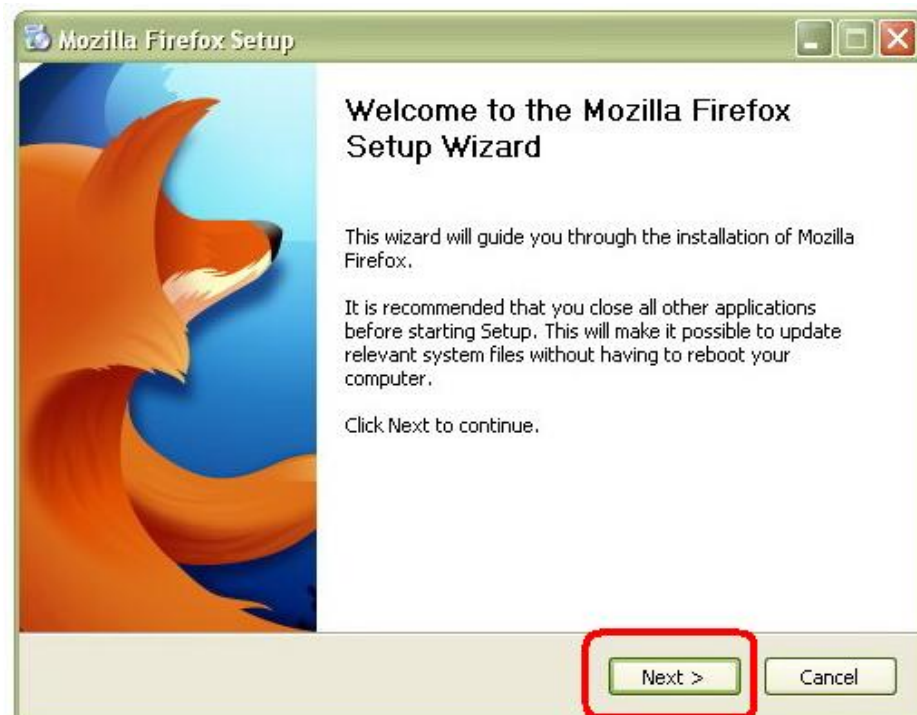 Mozilla Firefox Setup
Welcome to the Mozilla Firefox
Setup Wizard
This wizard will guide you through the installation of Mozilla
Firefox.
It is recommended that you close all other applications
before starting Setup. This will make it possible to update
relevant system files without having to reboot your
computer.
Click Next to continue.
Next >
Cancel